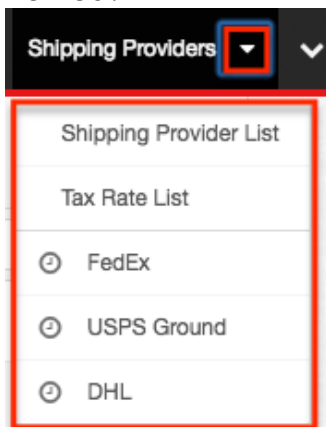 Shipping Providers
Shipping Provider List
Tax Rate List
FedEx
USPS Ground
DHL